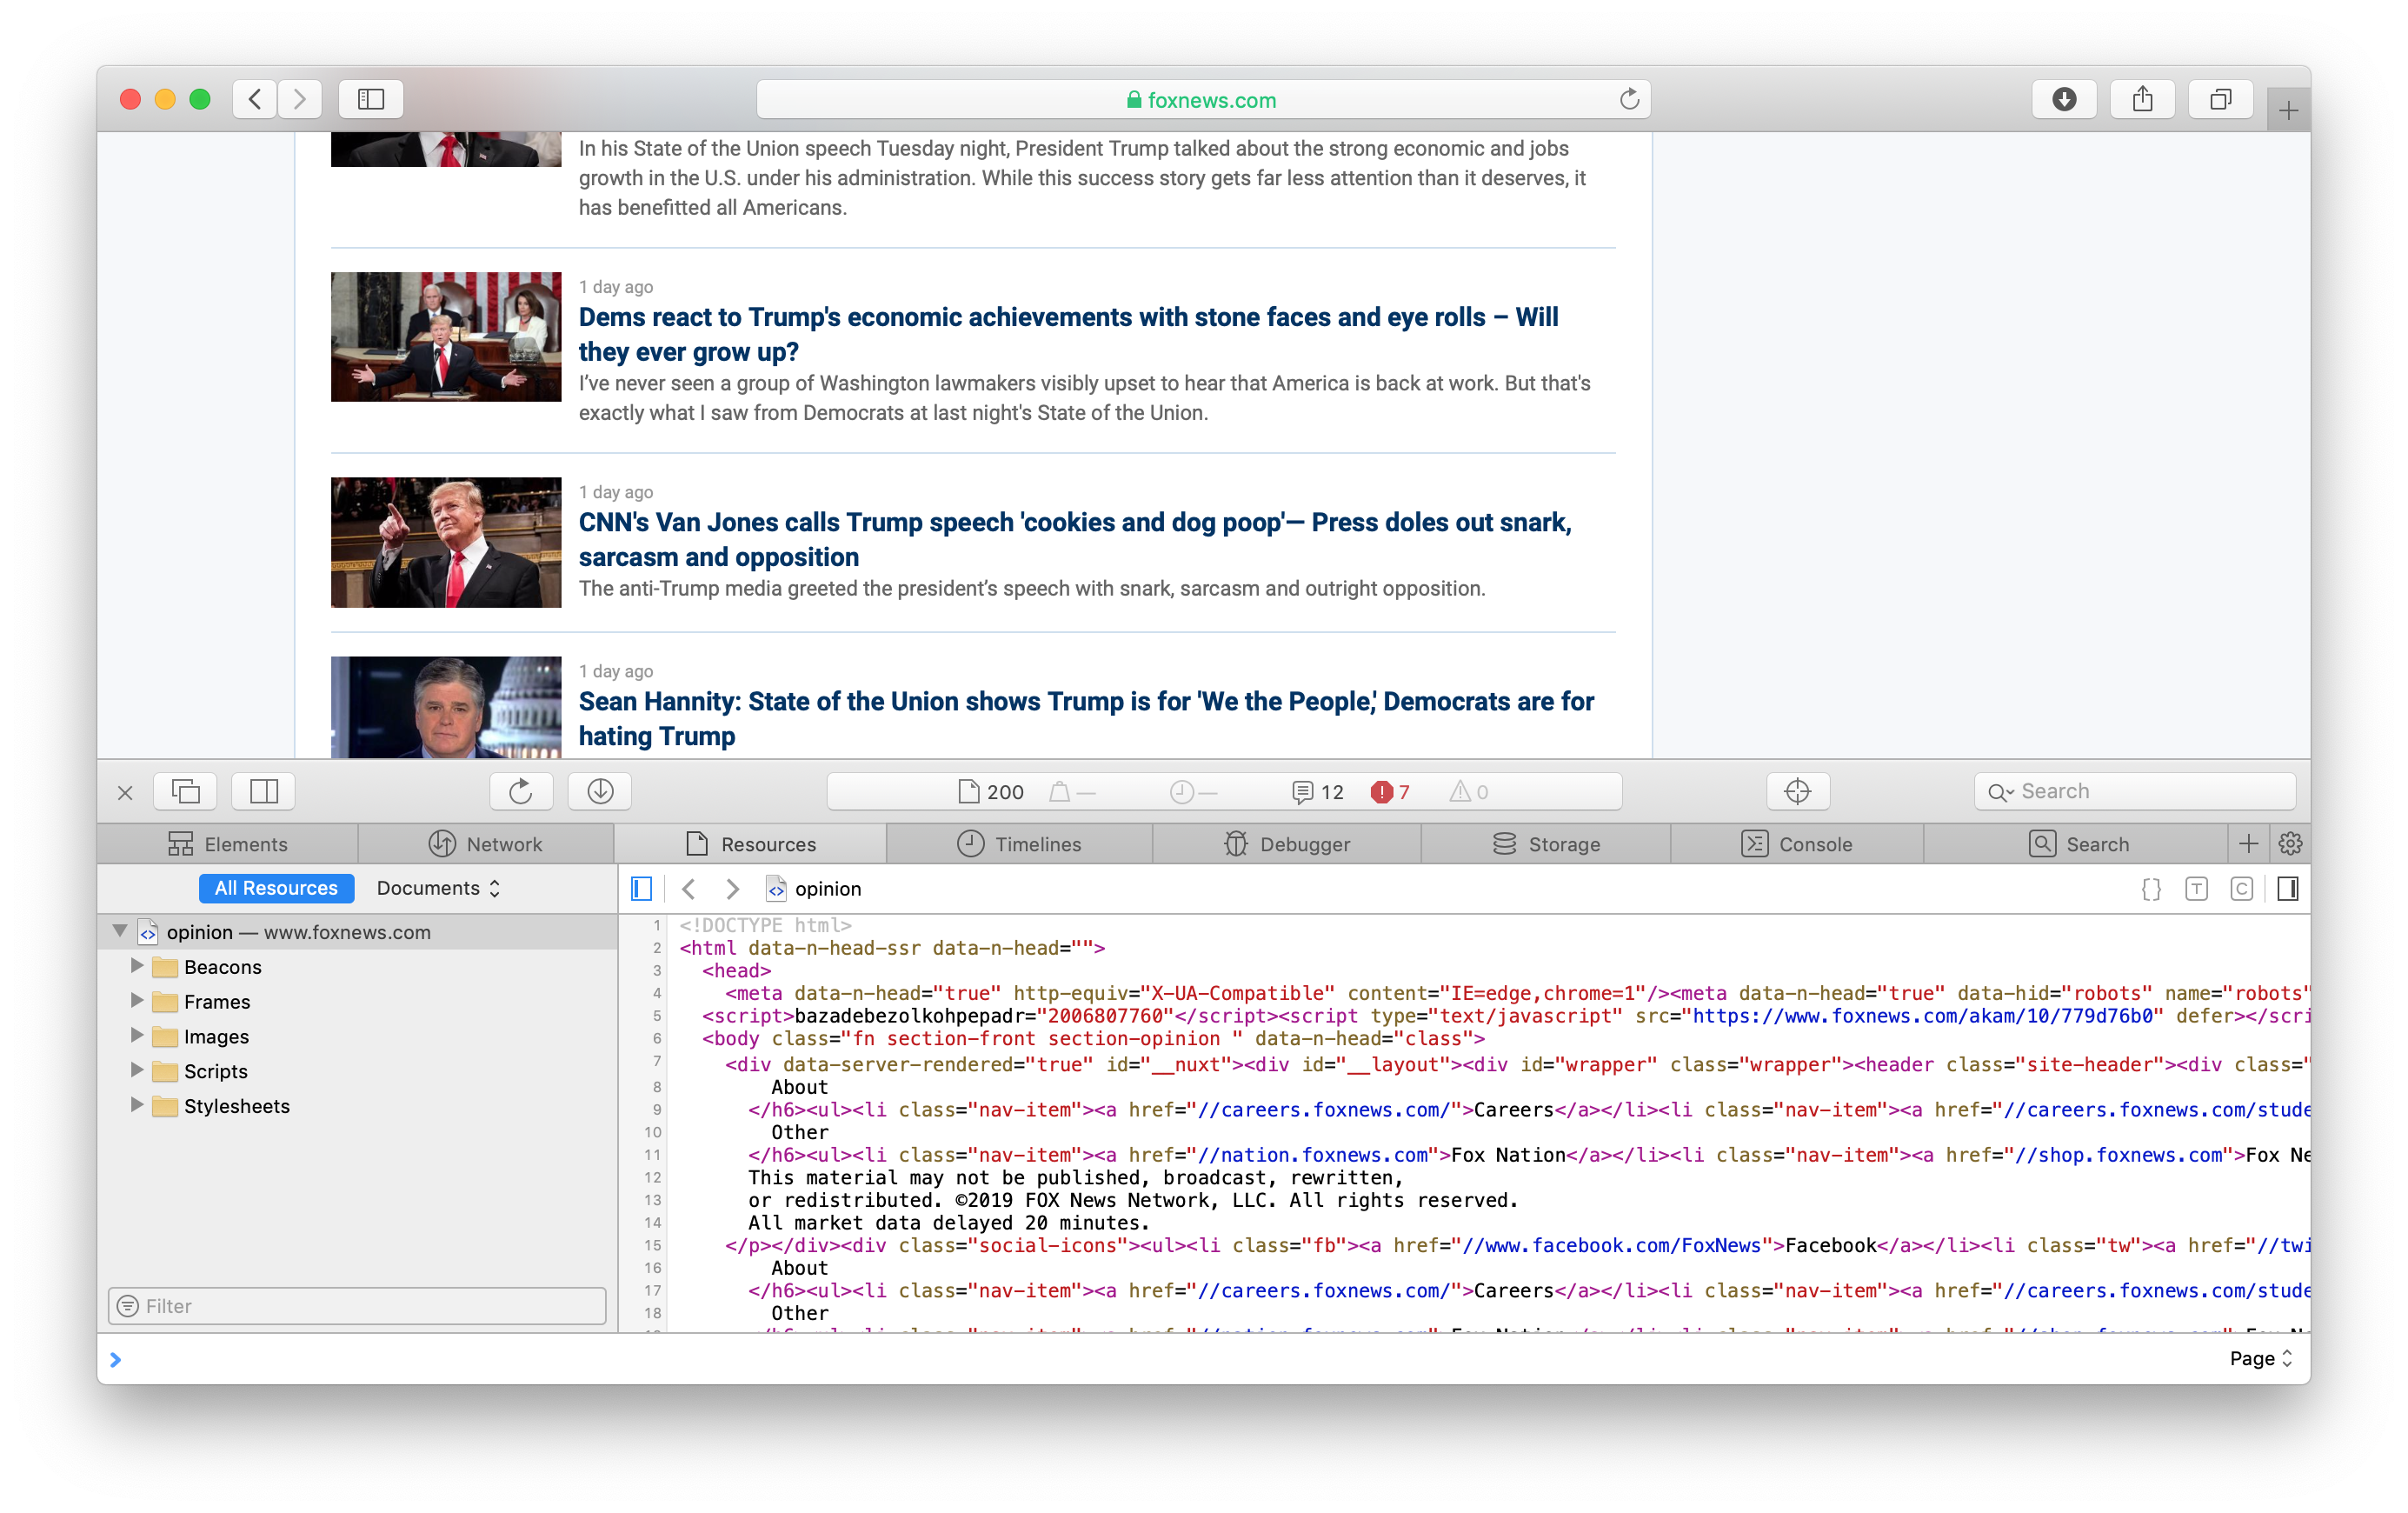 foxnews.com
In his State of the Union speech Tuesday night, President Trump talked about the strong economic and jobs
growth in the U.S. under his administration. While this success story gets far less attention than it deserves, it
has benefitted all Americans.
1 day ago
Dems react to Trump's economic achievements with stone faces and eye rolls – Will
they ever grow up?
I’ve never seen a group of Washington lawmakers visibly upset to hear that America is back at work. But that's
exactly what I saw from Democrats at last night's State of the Union.
1 day ago
CNN's Van Jones calls Trump speech 'cookies and dog poop'— Press doles out snark,
sarcasm and opposition
The anti-Trump media greeted the president’s speech with snark, sarcasm and outright opposition.
1 day ago
Sean Hannity: State of the Union shows Trump is for 'We the People,' Democrats are for
hating Trump
200 — — 12 7 0 Search
Elements Network Resources Timelines Debugger Storage Console Search
All Resources Documents opinion
opinion — www.foxnews.com
Beacons
Frames
Images
Scripts
Stylesheets
Filter
1 <!DOCTYPE html>
2 <html data-n-head-ssr data-n-head="">
3 <head>
4 <meta data-n-head="true" http-equiv="X-UA-Compatible" content="IE=edge,chrome=1"/><meta data-n-head="true" data-hid="robots" name="robots"
5 <script>bazadebezolkohpepadr="2006807760"</script><script type="text/javascript" src="https://www.foxnews.com/akam/10/779d76b0" defer></scri
6 <body class="fn section-front section-opinion " data-n-head="class">
7 <div data-server-rendered="true" id="__nuxt"><div id="__layout"><div id="wrapper" class="wrapper"><header class="site-header"><div class="
8 About
9 </h6><ul><li class="nav-item"><a href="//careers.foxnews.com/">Careers</a></li><li class="nav-item"><a href="//careers.foxnews.com/stude
10 Other
11 </h6><ul><li class="nav-item"><a href="//nation.foxnews.com">Fox Nation</a></li><li class="nav-item"><a href="//shop.foxnews.com">Fox Ne
12 This material may not be published, broadcast, rewritten,
13 or redistributed. ©2019 FOX News Network, LLC. All rights reserved.
14 All market data delayed 20 minutes.
15 </p></div><div class="social-icons"><ul><li class="fb"><a href="//www.facebook.com/FoxNews">Facebook</a></li><li class="tw"><a href="//twi
16 About
17 </h6><ul><li class="nav-item"><a href="//careers.foxnews.com/">Careers</a></li><li class="nav-item"><a href="//careers.foxnews.com/stude
18 Other
Page